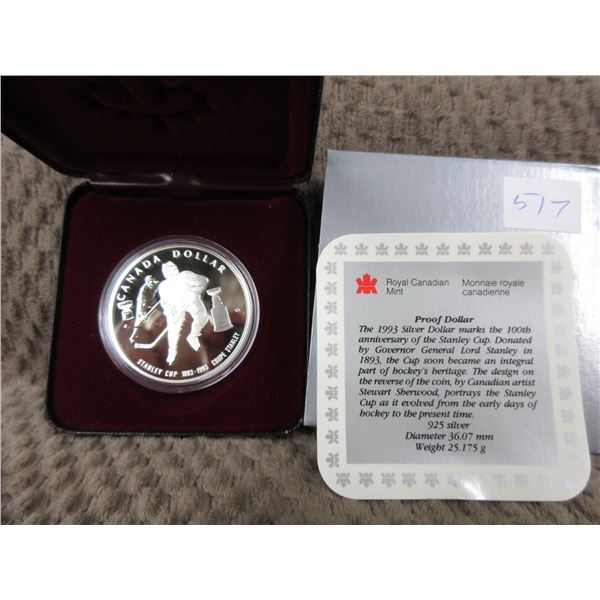 CANADA DOLLAR
STANLEY CUP 1893-1993 COUPE STANLEY
517
Royal Canadian Mint
Monnaie royale canadienne
Proof Dollar
The 1993 Silver Dollar marks the 100th
anniversary of the Stanley Cup. Donated
by Governor General Lord Stanley in
1893, the Cup soon became an integral
part of hockey's heritage. The design on
the reverse of the coin, by Canadian artist
Stewart Sherwood, portrays the Stanley
Cup as it evolved from the early days of
hockey to the present time.
925 silver
Diameter 36.07 mm
Weight 25.175 g